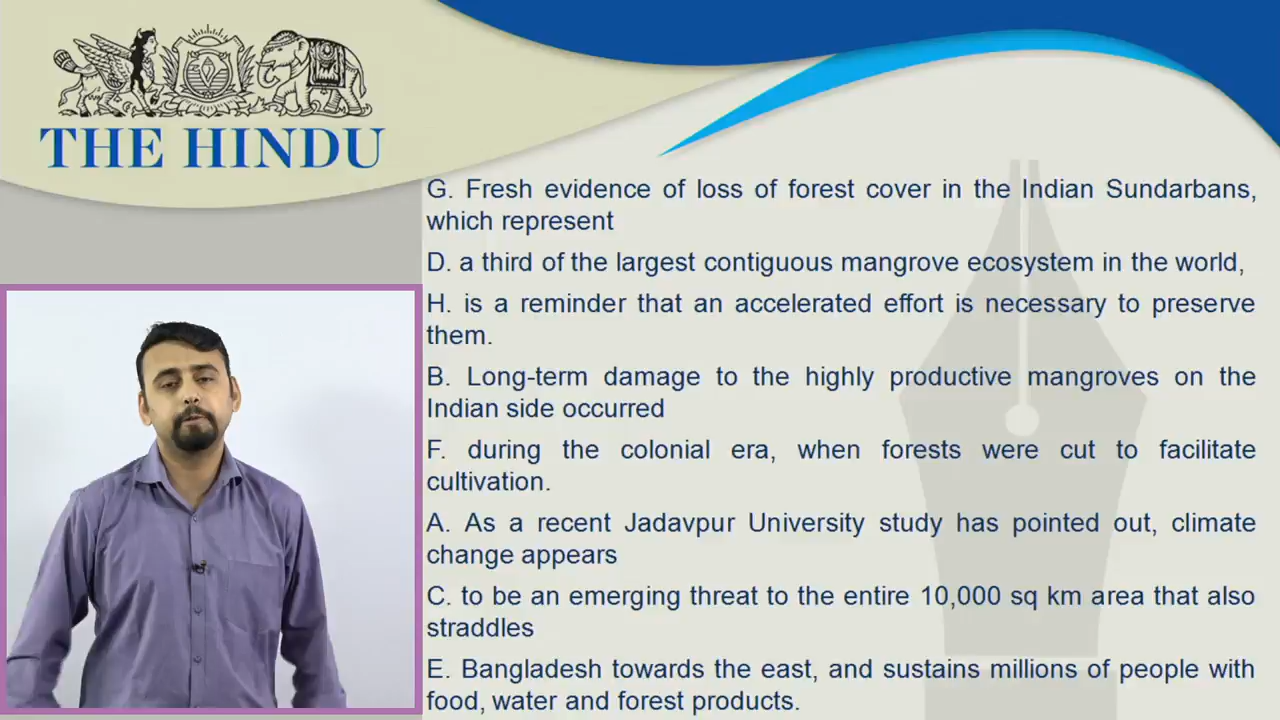 THE HINDU
G. Fresh evidence of loss of forest cover in the Indian Sundarbans,
which represent
D. a third of the largest contiguous mangrove ecosystem in the world,
H. is a reminder that an accelerated effort is necessary to preserve
them.
B. Long-term damage to the highly productive mangroves on the
Indian side occurred
F. during the colonial era, when forests were cut to facilitate
cultivation.
A. As a recent Jadavpur University study has pointed out, climate
change appears
C. to be an emerging threat to the entire 10,000 sq km area that also
straddles
E. Bangladesh towards the east, and sustains millions of people with
food, water and forest products.